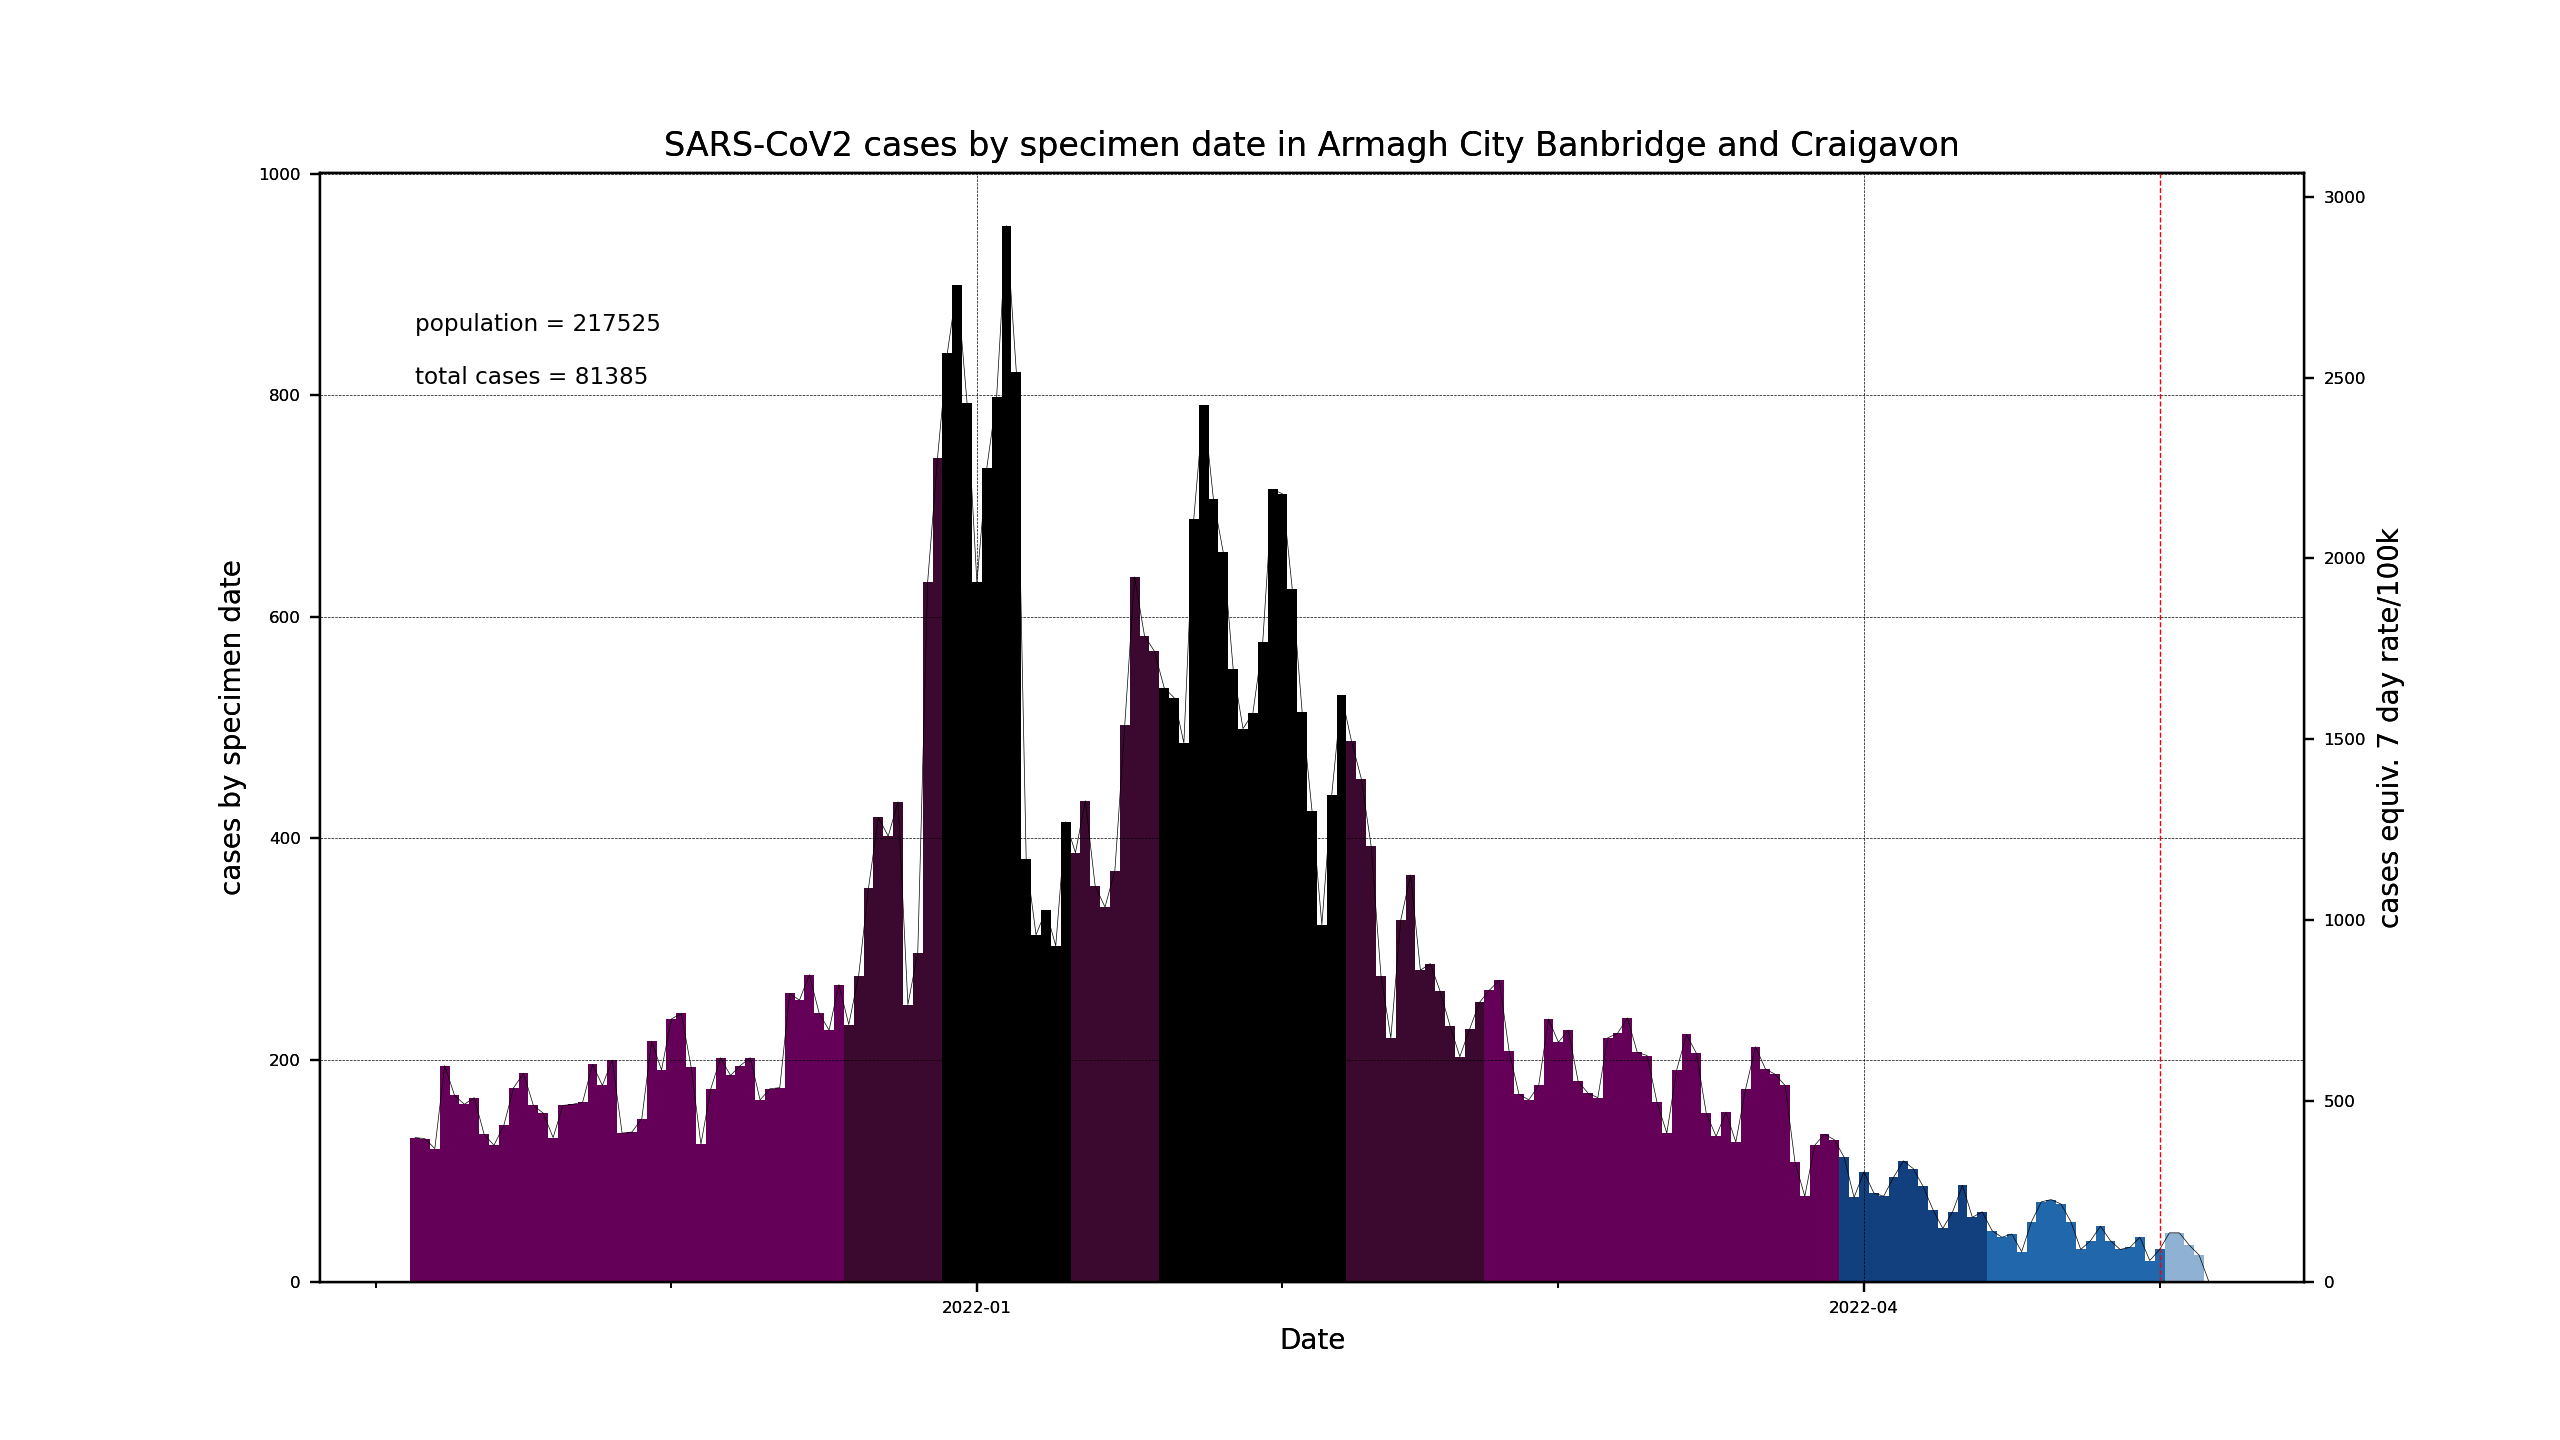 SARS-CoV2 cases by specimen date in Armagh City Banbridge and Craigavon
population = 217525
total cases = 81385
cases by specimen date
1000
800
600
400
200
0
3000
2500
2000
1500
1000
500
0
cases equiv. 7 day rate/100k
2022-01
2022-04
Date